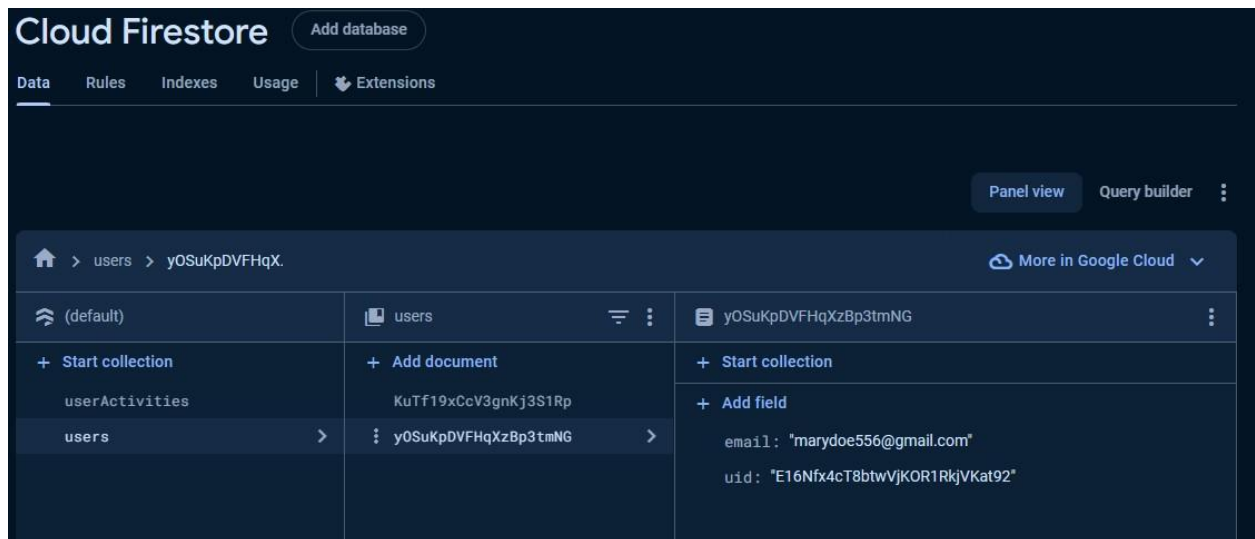 Cloud Firestore
Add database
Data Rules Indexes Usage Extensions
Panel view Query builder
users > yOSuKpDVFHqX.
More in Google Cloud
(default)
users
yOSuKpDVFHqXzBp3tmNG
+ Start collection
+ Add document
+ Start collection
userActivities
KuTf19xCcV3gnKj3S1Rp
+ Add field
users
yOSuKpDVFHqXzBp3tmNG
email: "marydoe556@gmail.com"
uid: "E16Nfx4cT8btwVjKOR1RkjVKat92"